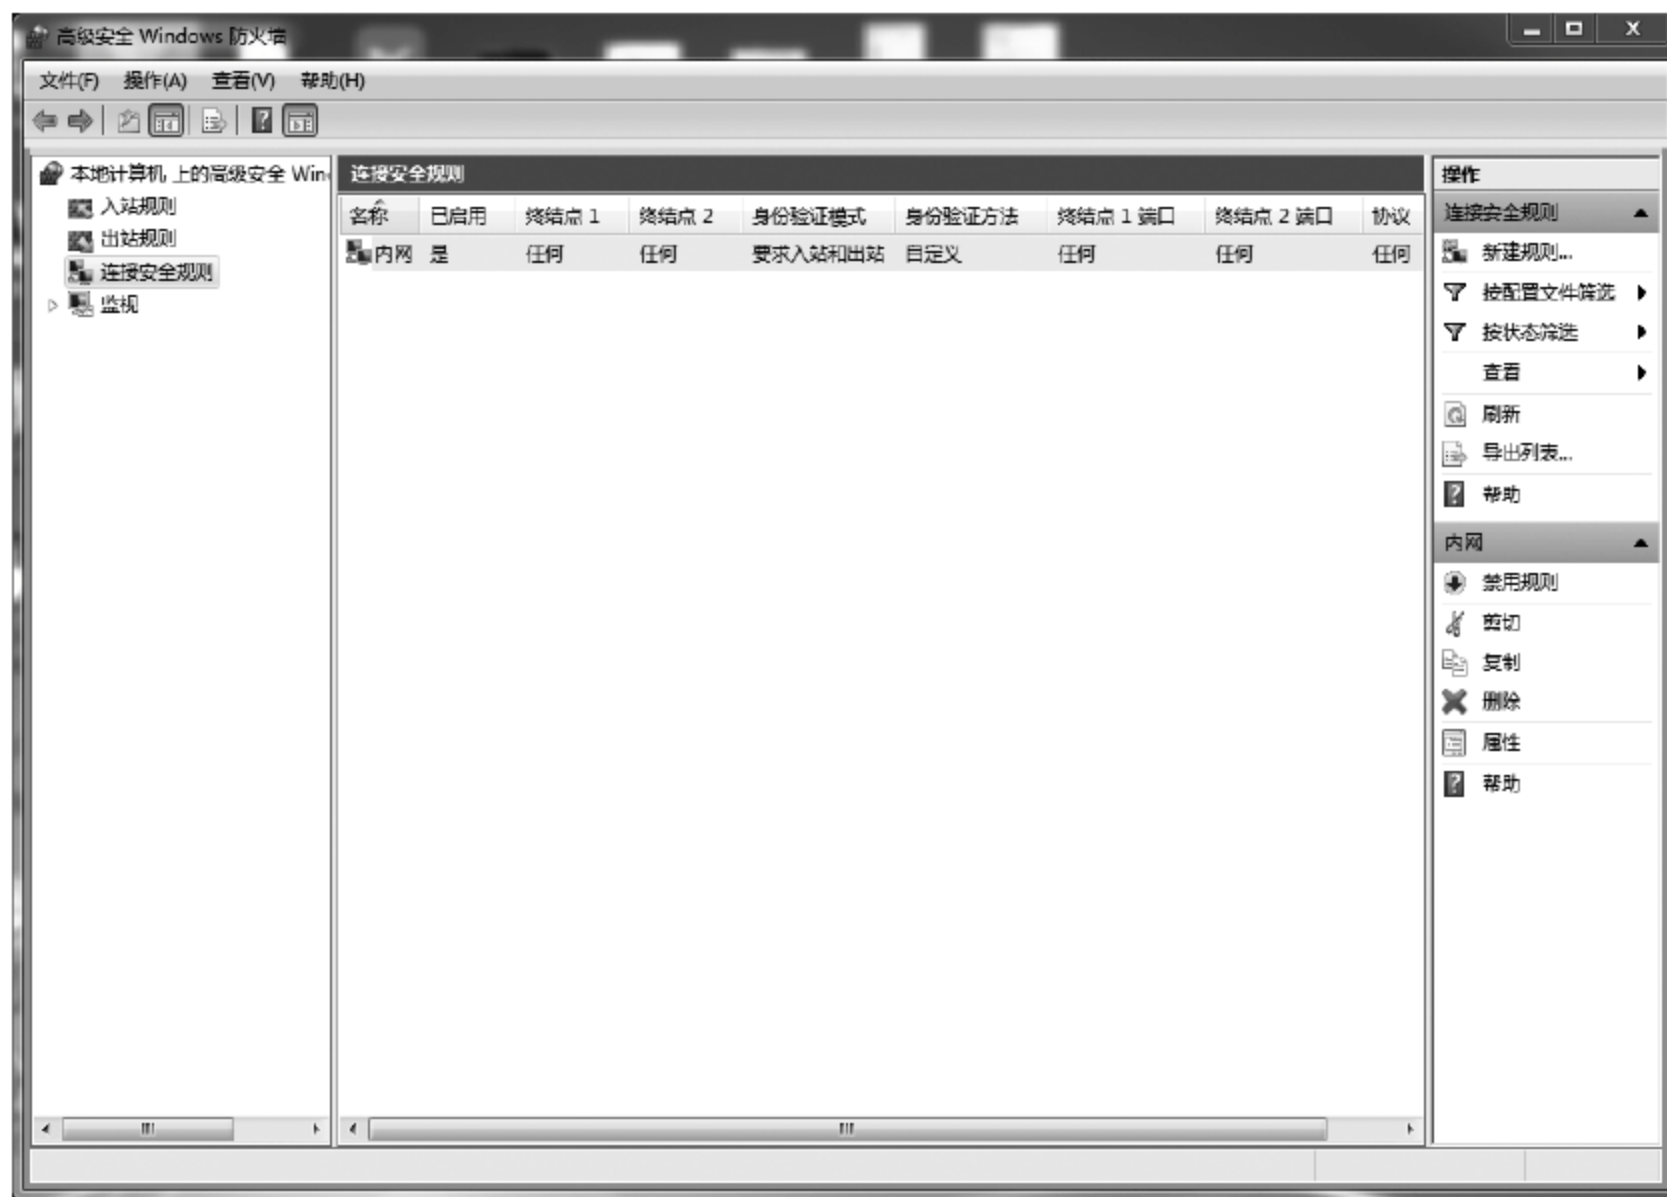 高级安全 Windows 防火墙
文件(F) 操作(A) 查看(V) 帮助(H)
本地计算机 上的高级安全 Win
入站规则
出站规则
连接安全规则
监视
连接安全规则
名称 已启用 终结点 1 终结点 2 身份验证模式 身份验证方法 终结点 1 端口 终结点 2 端口 协议
内网 是 任何 任何 要求入站和出站 自定义 任何 任何 任何
操作
连接安全规则
新建规则...
按配置文件筛选
按状态筛选
查看
刷新
导出列表...
帮助
内网
禁用规则
剪切
复制
删除
属性
帮助